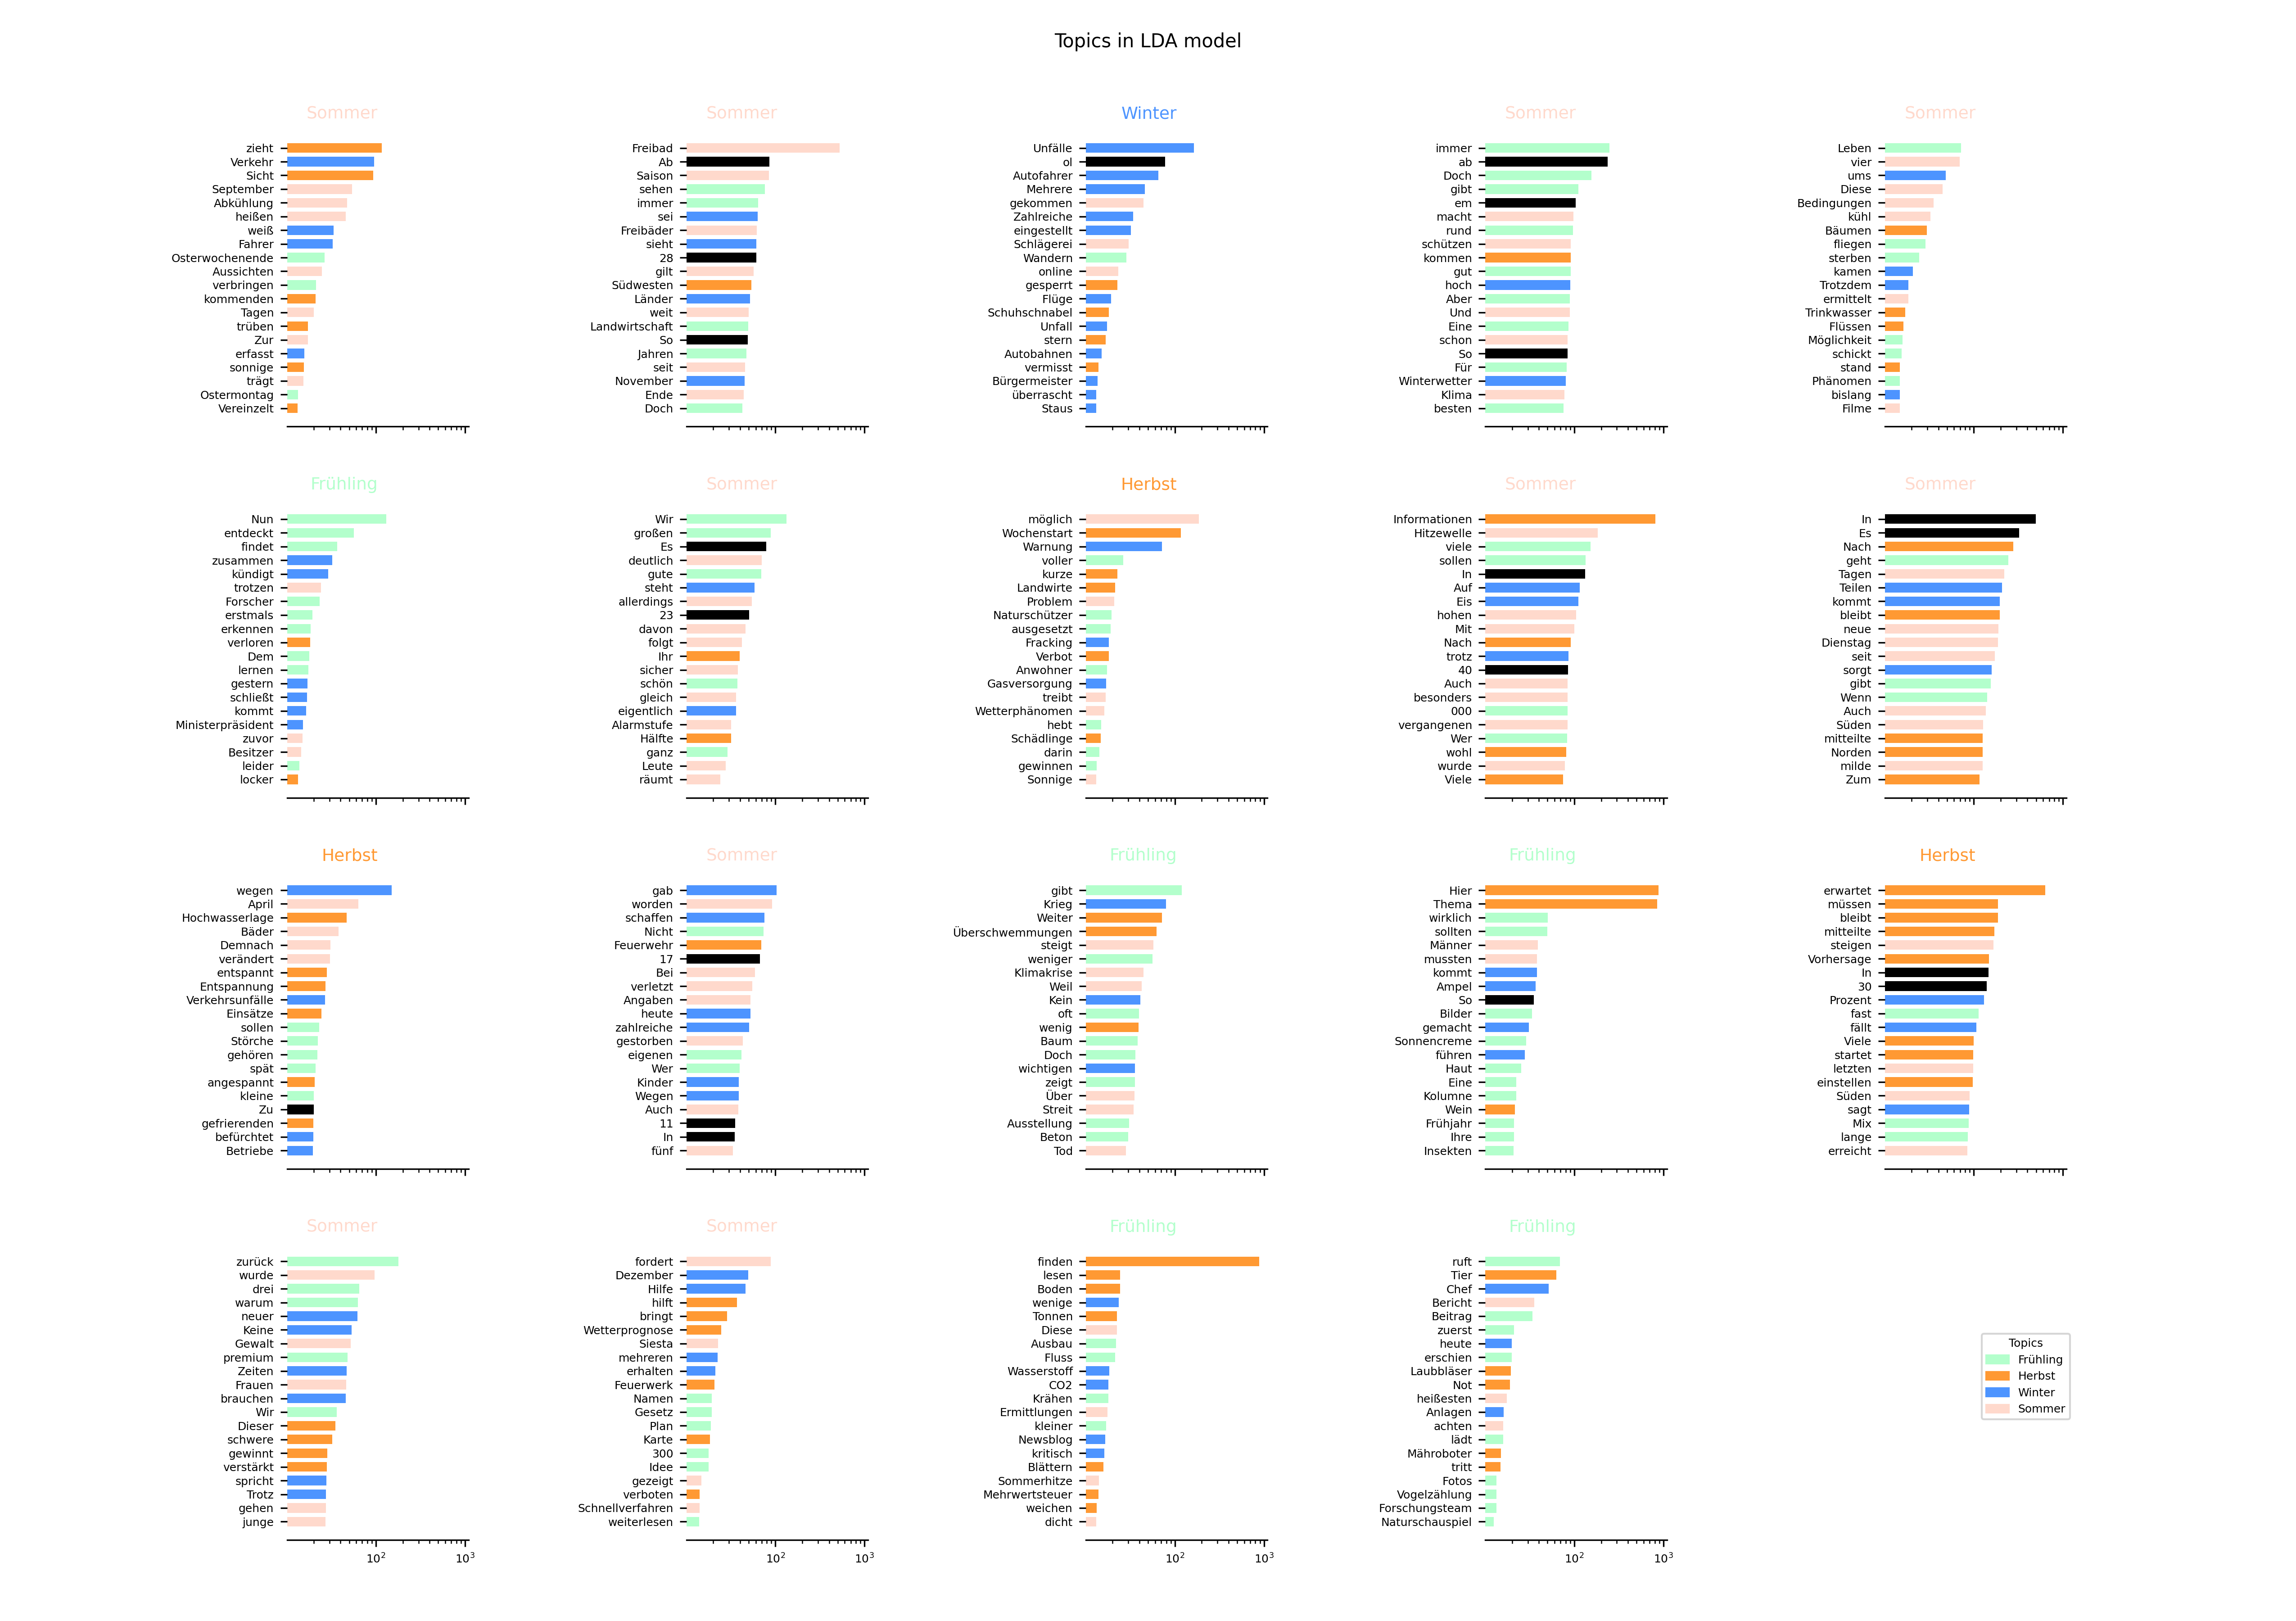 Topics in LDA model
Sommer
zieht
Verkehr
Sicht
September
Abkühlung
heißen
weiß
Fahrer
Osterwochenende
Aussichten
verbringen
kommenden
Tagen
trüben
Zur
erfasst
sonnige
trägt
Ostermontag
Vereinzelt
Sommer
Freibad
Ab
Saison
sehen
immer
sei
Freibäder
sieht
28
gilt
Südwesten
Länder
weit
Landwirtschaft
So
Jahren
seit
November
Ende
Doch
Winter
Unfälle
ol
Autofahrer
Mehrere
gekommen
Zahlreiche
eingestellt
Schlägerei
Wandern
online
gesperrt
Flüge
Schuhschnabel
Unfall
stern
Autobahnen
vermisst
Bürgermeister
überrascht
Staus
Sommer
immer
ab
Doch
gibt
em
macht
rund
schützen
kommen
gut
hoch
Aber
Und
Eine
schon
So
Für
Winterwetter
Klima
besten
Sommer
Leben
vier
ums
Diese
Bedingungen
kühl
Bäumen
fliegen
sterben
kamen
Trotzdem
ermittelt
Trinkwasser
Flüssen
Möglichkeit
schickt
stand
Phänomen
bislang
Filme
Frühling
Nun
entdeckt
findet
zusammen
kündigt
trotzen
Forscher
erstmals
erkennen
verloren
Dem
lernen
gestern
schließt
kommt
Ministerpräsident
zuvor
Besitzer
leider
locker
Sommer
Wir
großen
Es
deutlich
gute
steht
allerdings
23
davon
folgt
Ihr
sicher
schön
gleich
eigentlich
Alarmstufe
Hälfte
ganz
Leute
räumt
Herbst
möglich
Wochenstart
Warnung
voller
kurze
Landwirte
Problem
Naturschützer
ausgesetzt
Fracking
Verbot
Anwohner
Gasversorgung
treibt
Wetterphänomen
hebt
Schädlinge
darin
gewinnen
Sonnige
Sommer
Informationen
Hitzewelle
viele
sollen
In
Auf
Eis
hohen
Mit
Nach
trotz
40
Auch
besonders
000
vergangenen
Wer
wohl
wurde
Viele
Sommer
In
Es
Nach
geht
Tagen
Teilen
kommt
bleibt
neue
Dienstag
seit
sorgt
gibt
Wenn
Auch
Süden
mitteilte
Norden
milde
Zum
Herbst
wegen
April
Hochwasserlage
Bäder
Demnach
verändert
entspannt
Entspannung
Verkehrsunfälle
Einsätze
sollen
Störche
gehören
spät
angespannt
kleine
Zu
gefrierenden
befürchtet
Betriebe
Sommer
gab
worden
schaffen
Nicht
Feuerwehr
17
Bei
verletzt
Angaben
heute
zahlreiche
gestorben
eigenen
Wer
Kinder
Wegen
Auch
11
In
fünf
Frühling
gibt
Krieg
Weiter
Überschwemmungen
steigt
weniger
Klimakrise
Weil
Kein
oft
wenig
Baum
Doch
wichtigen
zeigt
Über
Streit
Ausstellung
Beton
Tod
Frühling
Hier
Thema
wirklich
sollten
Männer
mussten
kommt
Ampel
So
Bilder
gemacht
Sonnencreme
führen
Haut
Eine
Kolumne
Wein
Frühjahr
Ihre
Insekten
Herbst
erwartet
müssen
bleibt
mitteilte
steigen
Vorhersage
In
30
Prozent
fast
fällt
Viele
startet
letzten
einstellen
Süden
sagt
Mix
lange
erreicht
Sommer
zurück
wurde
drei
warum
neuer
Keine
Gewalt
premium
Zeiten
Frauen
brauchen
Wir
Dieser
schwere
gewinnt
verstärkt
spricht
Trotz
gehen
junge
10² 10³
Sommer
fordert
Dezember
Hilfe
hilft
bringt
Wetterprognose
Siesta
mehreren
erhalten
Feuerwerk
Namen
Gesetz
Plan
Karte
300
Idee
gezeigt
verboten
Schnellverfahren
weiterlesen
10² 10³
Frühling
finden
lesen
Boden
wenige
Tonnen
Diese
Ausbau
Fluss
Wasserstoff
CO2
Krähen
Ermittlungen
kleiner
Newsblog
kritisch
Blättern
Sommerhitze
Mehrwertsteuer
weichen
dicht
10² 10³
Frühling
ruft
Tier
Chef
Bericht
Beitrag
zuerst
heute
erschien
Laubbläser
Not
heißesten
Anlagen
achten
lädt
Mähroboter
tritt
Fotos
Vogelzählung
Forschungsteam
Naturschauspiel
10² 10³
Topics
Frühling
Herbst
Winter
Sommer